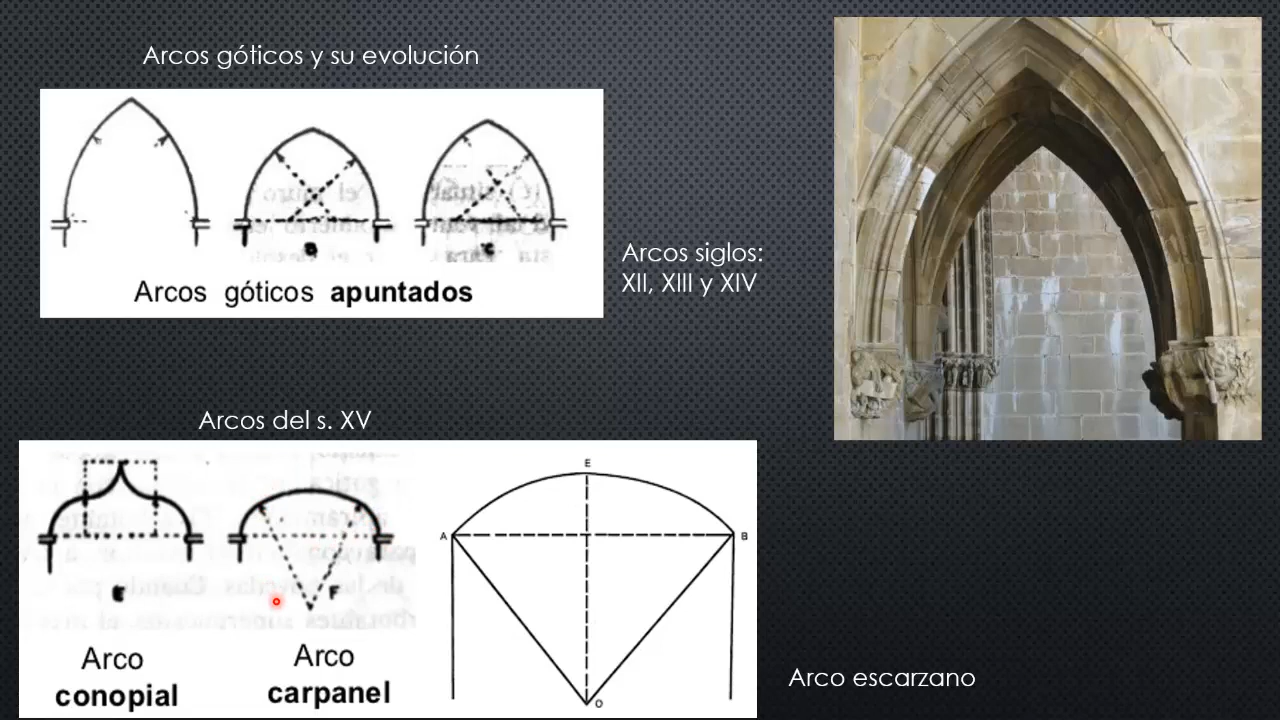 Arcos góticos y su evolución
Arcos góticos apuntados
Arcos siglos:
XII, XIII y XIV
Arcos del s. XV
E
F
Arco
conopial
Arco
carpanel
E
A
B
O
Arco escarzano